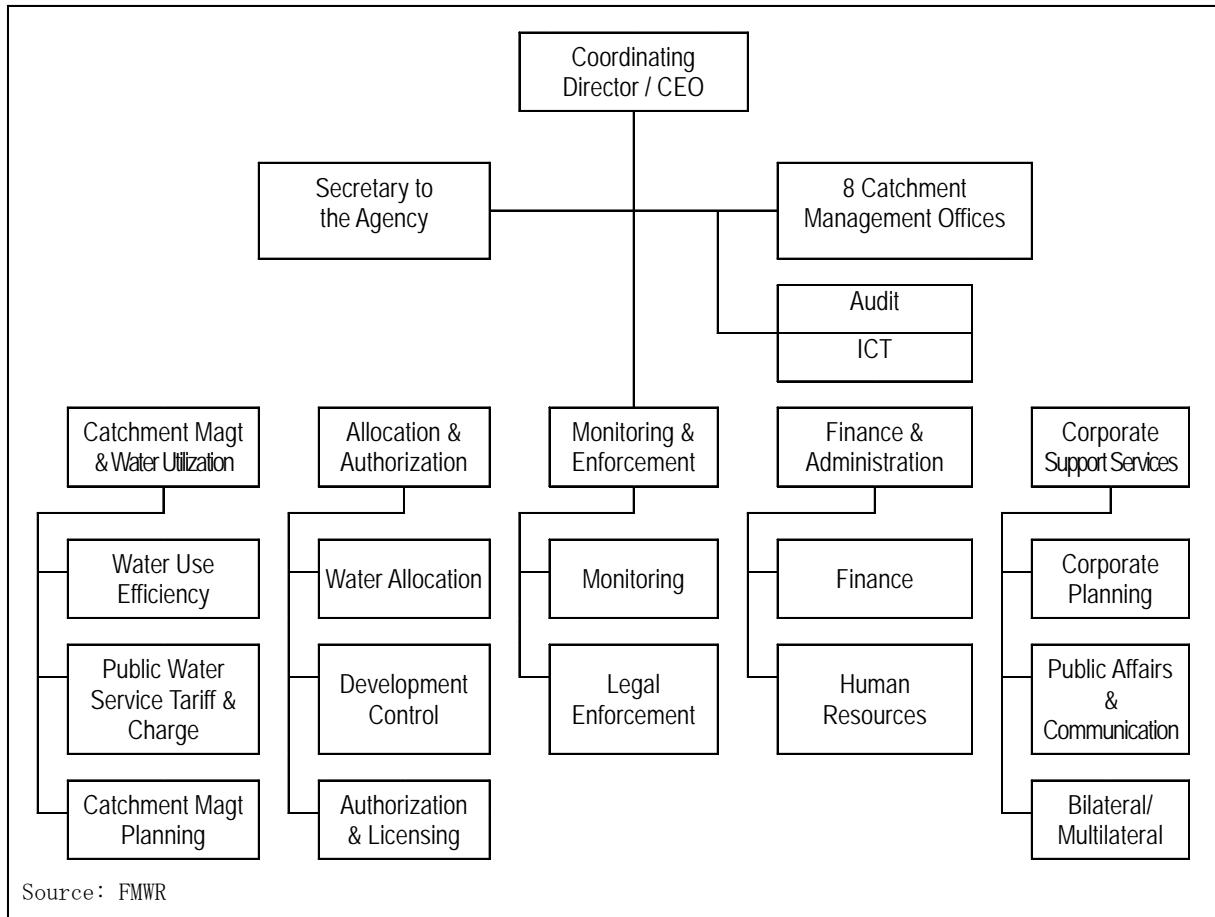 Coordinating
Director / CEO
Secretary to
the Agency
8 Catchment
Management Offices
Audit
ICT
Catchment Magt
& Water Utilization
Allocation &
Authorization
Monitoring &
Enforcement
Finance &
Administration
Corporate
Support Services
Water Use
Efficiency
Water Allocation
Monitoring
Finance
Corporate
Planning
Public Water
Service Tariff &
Charge
Development
Control
Legal
Enforcement
Human
Resources
Public Affairs
&
Communication
Catchment Magt
Planning
Authorization
& Licensing
Bilateral/
Multilateral
Source: FMWR